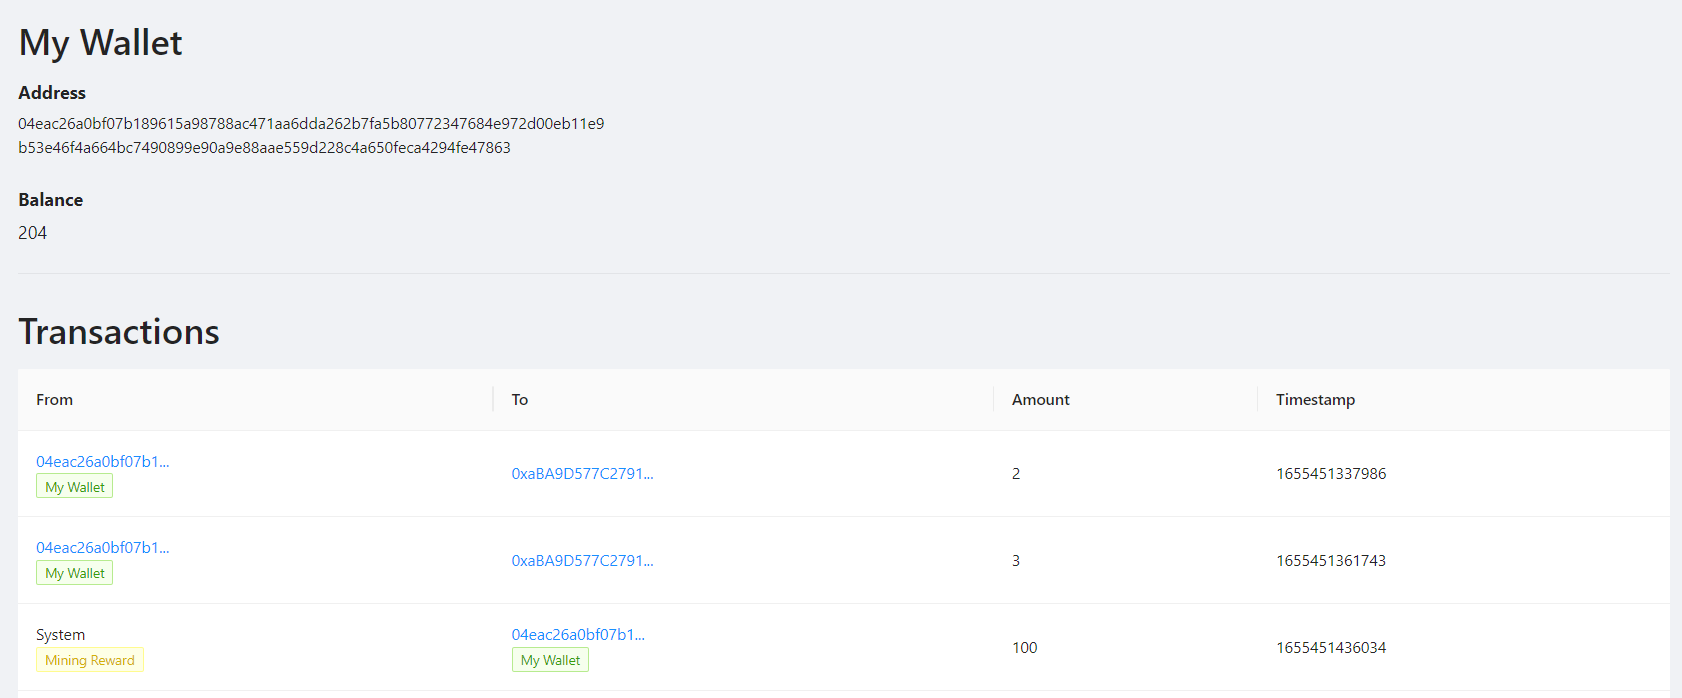 My Wallet
Address
04eac26a0bf07b189615a98788ac471aa6dda262b7fa5b80772347684e972d00eb11e9
b53e46f4a664bc7490899e90a9e88aae559d228c4a650feca4294fe47863
Balance
204
Transactions
From To Amount Timestamp
04eac26a0bf07b1...
My Wallet
0xaBA9D577C2791... 2 1655451337986
04eac26a0bf07b1...
My Wallet
0xaBA9D577C2791... 3 1655451361743
System
Mining Reward
04eac26a0bf07b1...
My Wallet
100 1655451436034